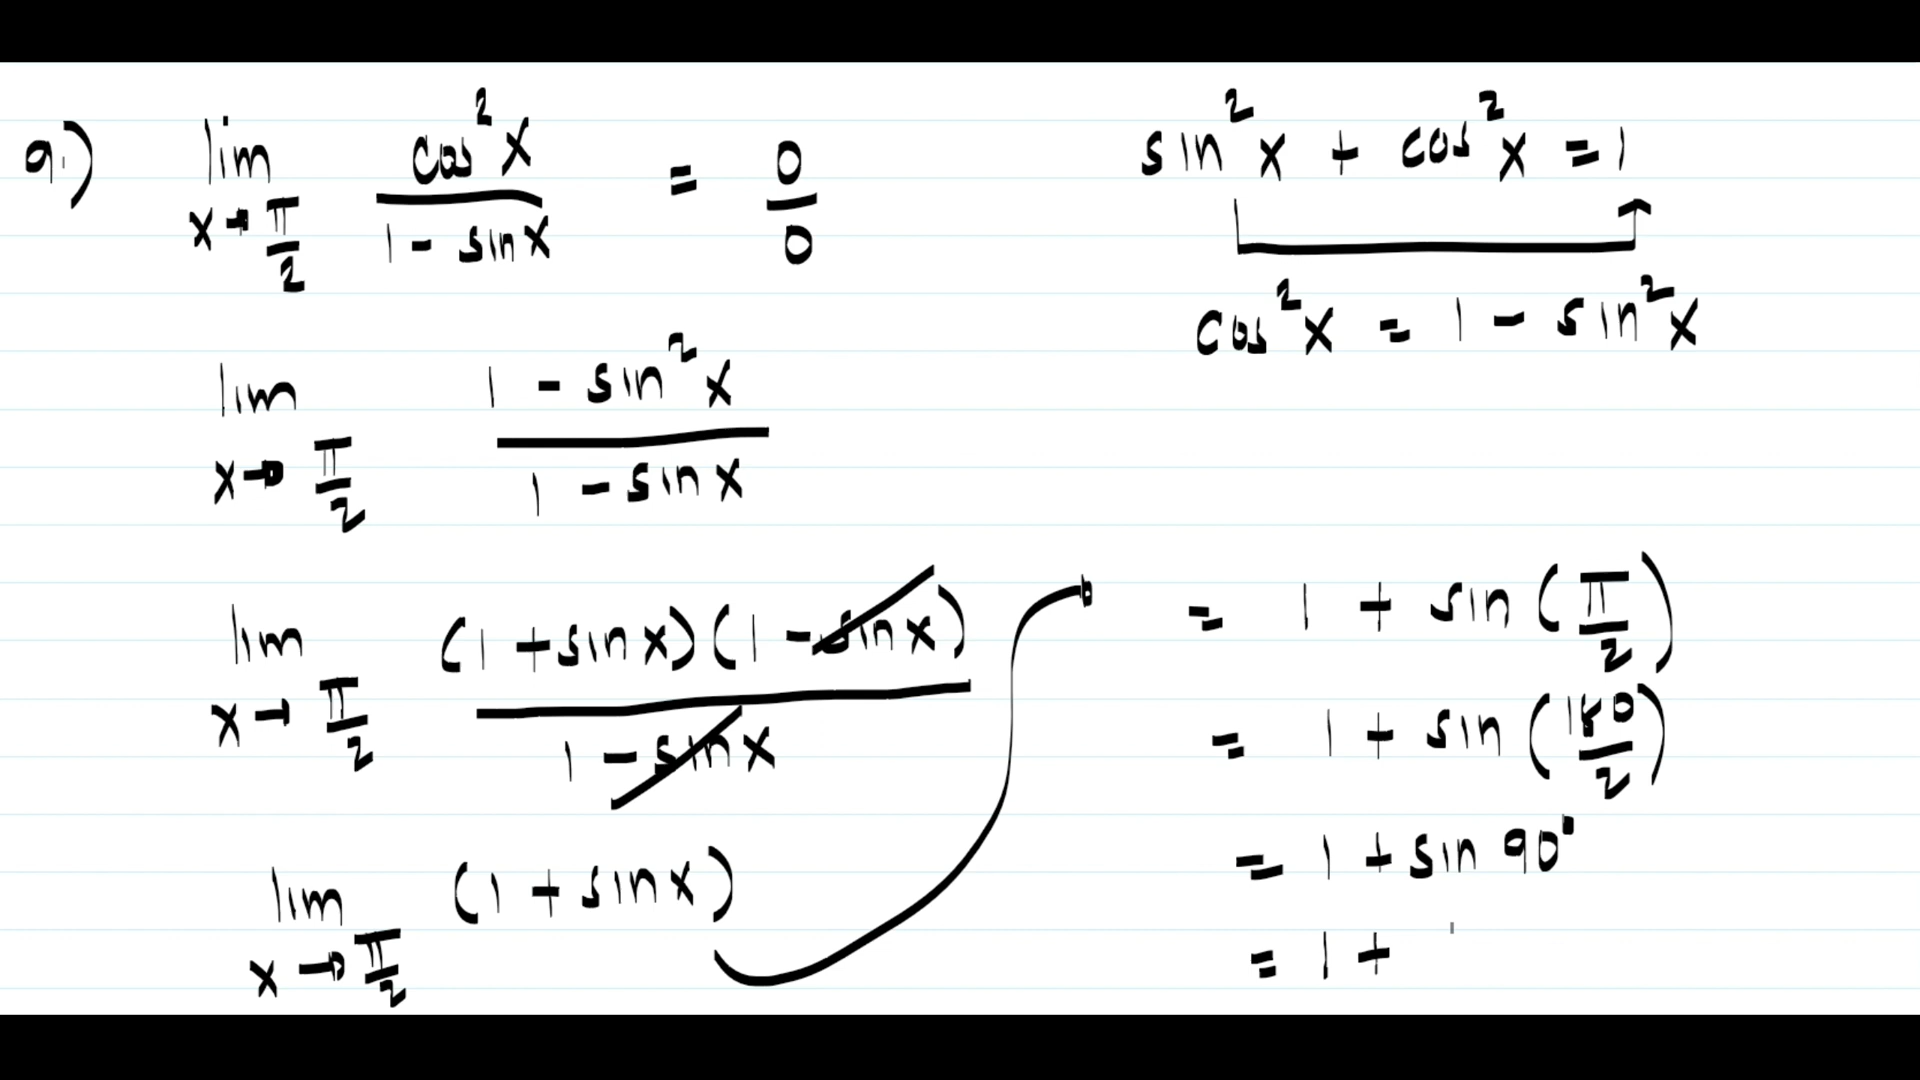 9.) lim x→π/2 cos²x / 1 - sin x = 0/0
lim x→π/2 1 - sin²x / 1 - sin x
lim x→π/2 (1 + sin x)(1 - sin x) / 1 - sin x
lim x→π/2 (1 + sin x)
sin²x + cos²x = 1
cos²x = 1 - sin²x
= 1 + sin (π/2)
= 1 + sin (180/2)
= 1 + sin 90°
= 1 +